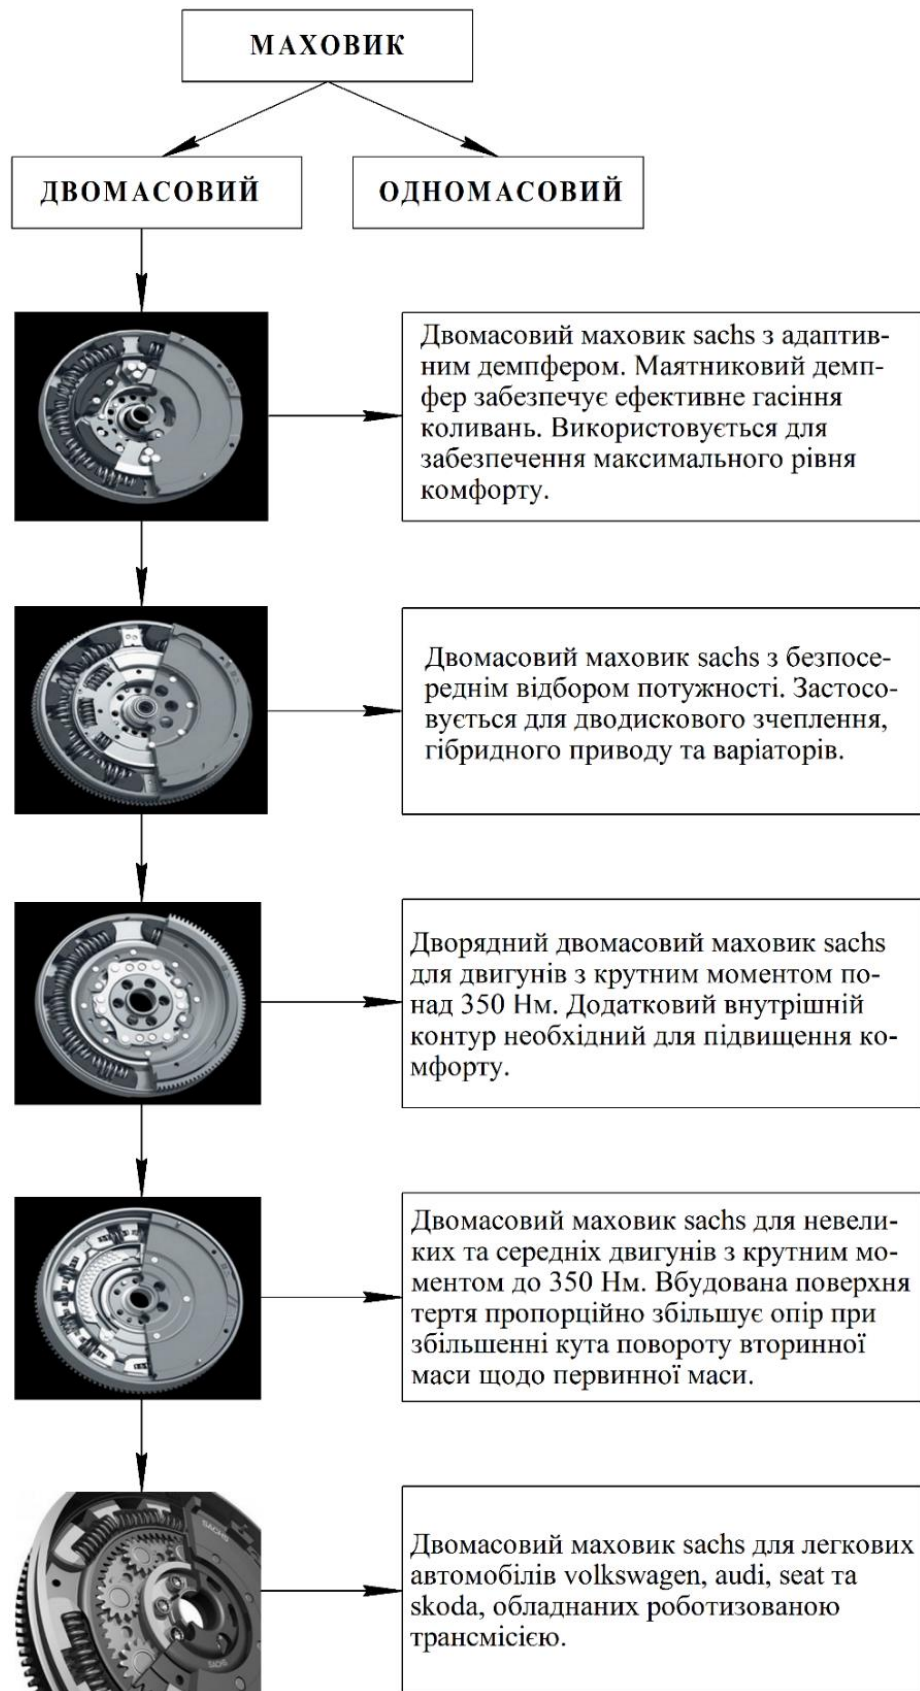 МАХОВИК
ДВОМАСОВИЙ
ОДНОМАСОВИЙ
Двомасовий маховик sachs з адаптив-
ним демпфером. Маятниковий демп-
фер забезпечує ефективне гасіння
коливань. Використовується для
забезпечення максимального рівня
комфорту.
Двомасовий маховик sachs з безпосе-
реднім відбором потужності. Застосо-
вується для дводискового зчеплення,
гібридного приводу та варіаторів.
Дворядний двомасовий маховик sachs
для двигунів з крутним моментом по-
над 350 Нм. Додатковий внутрішній
контур необхідний для підвищення ко-
мфорту.
Двомасовий маховик sachs для невели-
ких та середніх двигунів з крутним мо-
ментом до 350 Нм. Вбудована поверхня
тертя пропорційно збільшує опір при
збільшенні кута повороту вторинної
маси щодо первинної маси.
SACHS
SACHS
Двомасовий маховик sachs для легкових
автомобілів volkswagen, audi, seat та
skoda, обладнаних роботизованою
трансмісією.